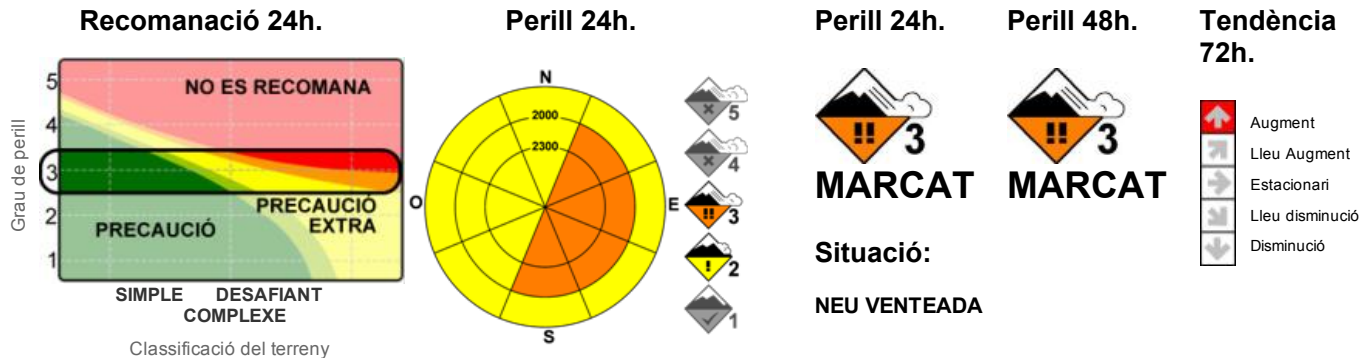 Recomanació 24h.
Perill 24h.
Perill 24h.
Perill 48h.
Tendència
72h.
Grau de perill
5
4
3
2
1
NO ES RECOMANA
PRECAUCIÓ
PRECAUCIÓ
EXTRA
SIMPLE DESAFIANT
COMPLEXE
Classificació del terreny
N
2000
2300
O
E
S
5
4
3
2
1
3
MARCAT
3
MARCAT
Situació:
NEU VENTEADA
Augment
Lleu Augment
Estacionari
Lleu disminució
Disminució